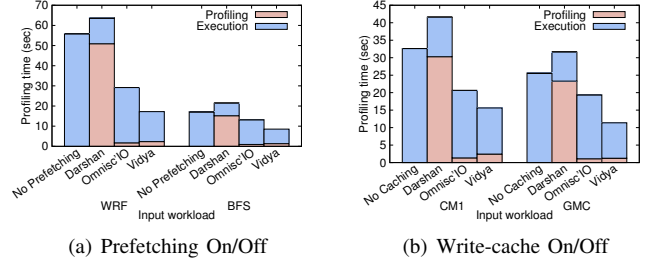 70
60
50
40
30
20
10
0
Profiling time (sec)
Profiling
Execution
No Prefetching
Darshan
Omnisc'IO
Vidya
No Prefetching
Darshan
Omnisc'IO
Vidya
WRF
BFS
Input workload
(a) Prefetching On/Off
45
40
35
30
25
20
15
10
5
0
Profiling time (sec)
Profiling
Execution
No Caching
Darshan
Omnisc'IO
Vidya
No Caching
Darshan
Omnisc'IO
Vidya
CM1
GMC
Input workload
(b) Write-cache On/Off